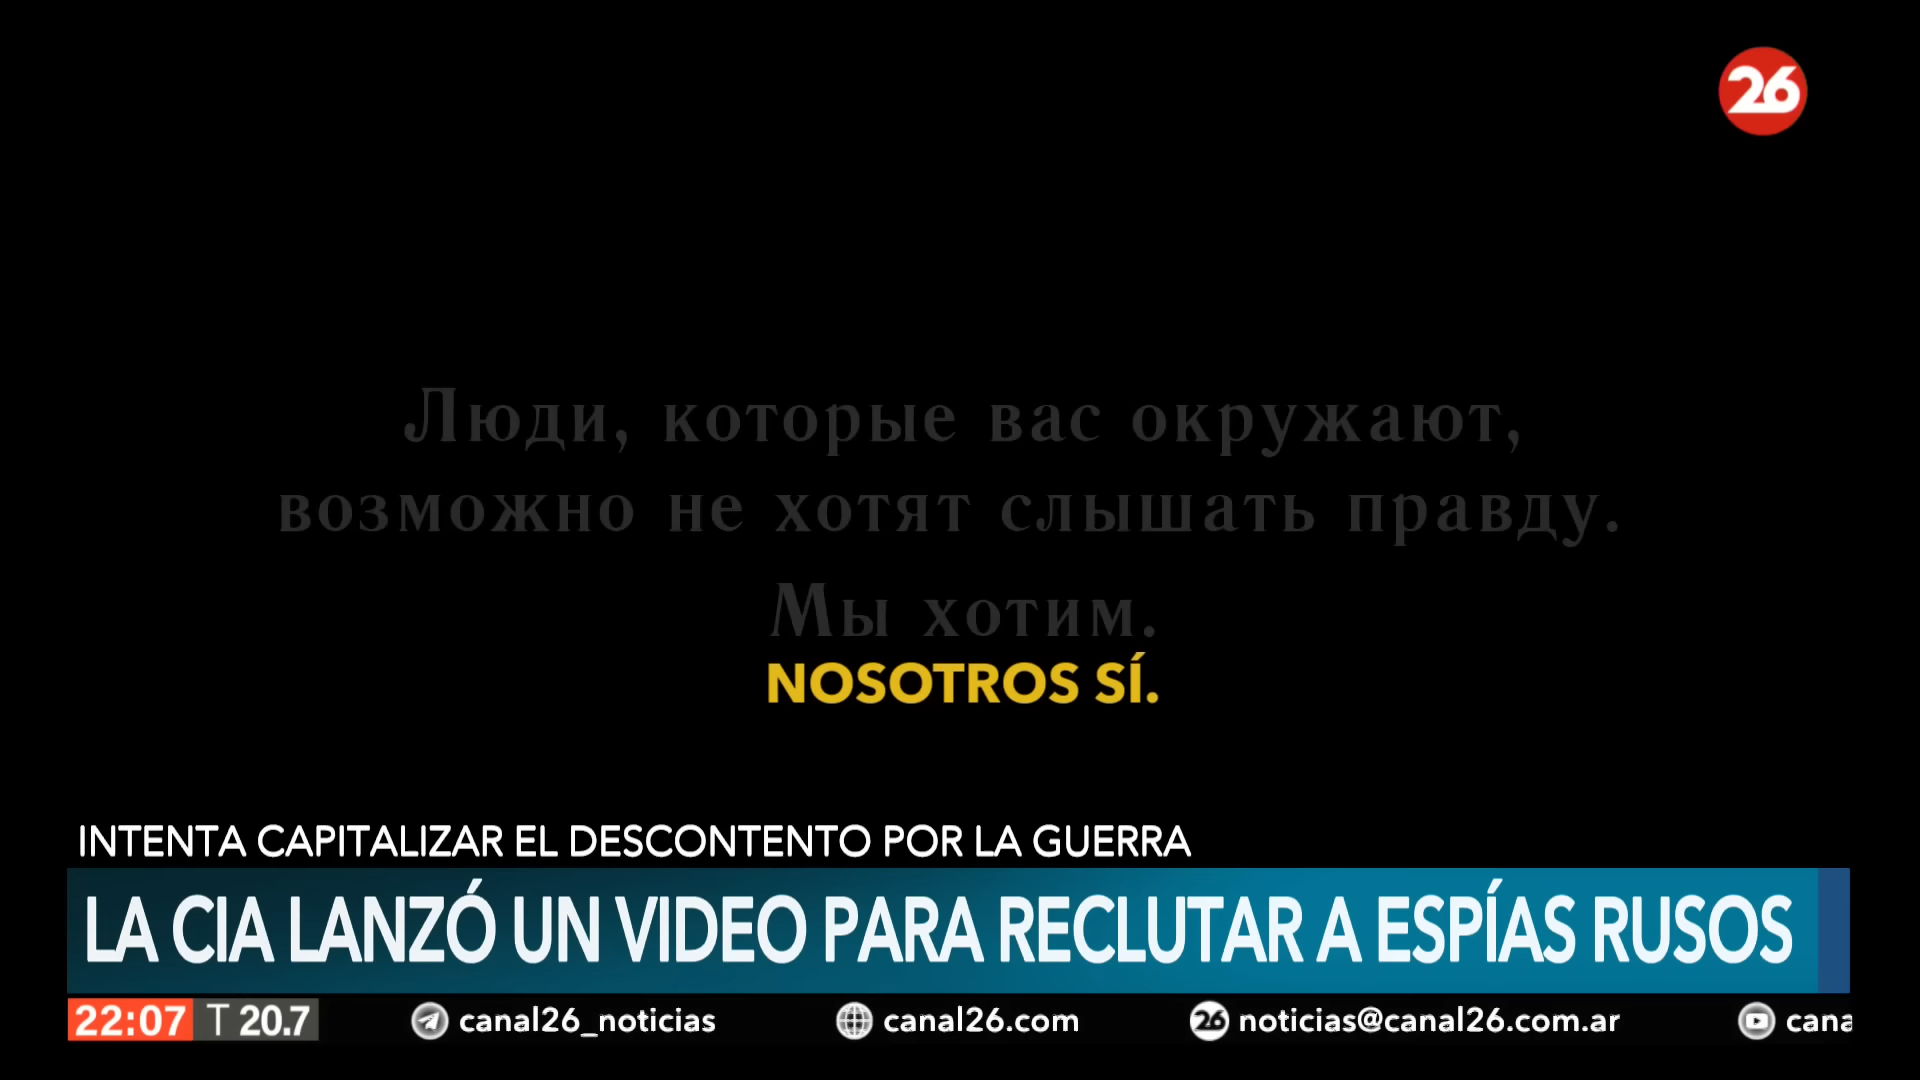 26
Люди, которые вас окружают,
возможно не хотят слышать правду.
Мы хотим.
NOSOTROS SÍ.
INTENTA CAPITALIZAR EL DESCONTENTO POR LA GUERRA
LA CIA LANZÓ UN VIDEO PARA RECLUTAR A ESPÍAS RUSOS
22:07 T 20.7 canal26_noticias canal26.com 26 noticias@canal26.com.ar cana